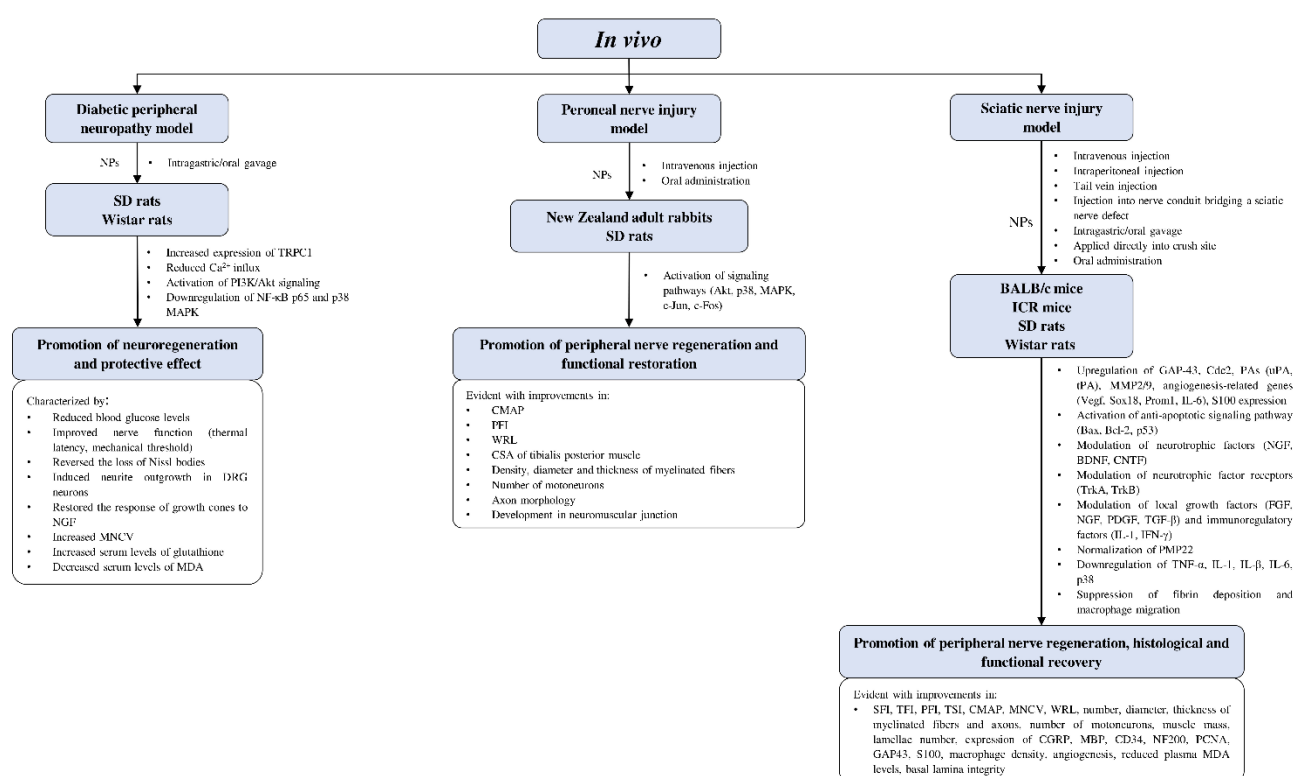 In vivo
Diabetic peripheral
neuropathy model
NPs
• Intragastric/oral gavage
SD rats
Wistar rats
• Increased expression of TRPC1
• Reduced Ca²⁺ influx
• Activation of PI3K/Akt signaling
• Downregulation of NF-κB p65 and p38
MAPK
Promotion of neuroregeneration
and protective effect
Characterized by:
• Reduced blood glucose levels
• Improved nerve function (thermal
latency, mechanical threshold)
• Reversed the loss of Nissl bodies
• Induced neurite outgrowth in DRG
neurons
• Restored the response of growth cones to
NGF
• Increased MNCV
• Increased serum levels of glutathione
• Decreased serum levels of MDA
Peroneal nerve injury
model
NPs
• Intravenous injection
• Oral administration
New Zealand adult rabbits
SD rats
• Activation of signaling
pathways (Akt, p38, MAPK,
c-Jun, c-Fos)
Promotion of peripheral nerve regeneration and
functional restoration
Evident with improvements in:
• CMAP
• PFI
• WRL
• CSA of tibialis posterior muscle
• Density, diameter and thickness of myelinated fibers
• Number of motoneurons
• Axon morphology
• Development in neuromuscular junction
Sciatic nerve injury
model
NPs
• Intravenous injection
• Intraperitoneal injection
• Tail vein injection
• Injection into nerve conduit bridging a sciatic
nerve defect
• Intragastric/oral gavage
• Applied directly into crush site
• Oral administration
BALB/c mice
ICR mice
SD rats
Wistar rats
• Upregulation of GAP-43, Cdc2, PAs (uPA,
tPA), MMP2/9, angiogenesis-related genes
(Vegf, Sox18, Prom1, IL-6), S100 expression
• Activation of anti-apoptotic signaling pathway
(Bax, Bcl-2, p53)
• Modulation of neurotrophic factors (NGF,
BDNF, CNTF)
• Modulation of neurotrophic factor receptors
(TrkA, TrkB)
• Modulation of local growth factors (FGF,
NGF, PDGF, TGF-β) and immunoregulatory
factors (IL-1, IFN-γ)
• Normalization of PMP22
• Downregulation of TNF-α, IL-1, IL-β, IL-6,
p38
• Suppression of fibrin deposition and
macrophage migration
Promotion of peripheral nerve regeneration, histological and
functional recovery
Evident with improvements in:
• SFI, TFI, PFI, TSI, CMAP, MNCV, WRL, number, diameter, thickness of
myelinated fibers and axons, number of motoneurons, muscle mass,
lamellae number, expression of CGRP, MBP, CD34, NF200, PCNA,
GAP43, S100, macrophage density, angiogenesis, reduced plasma MDA
levels, basal lamina integrity